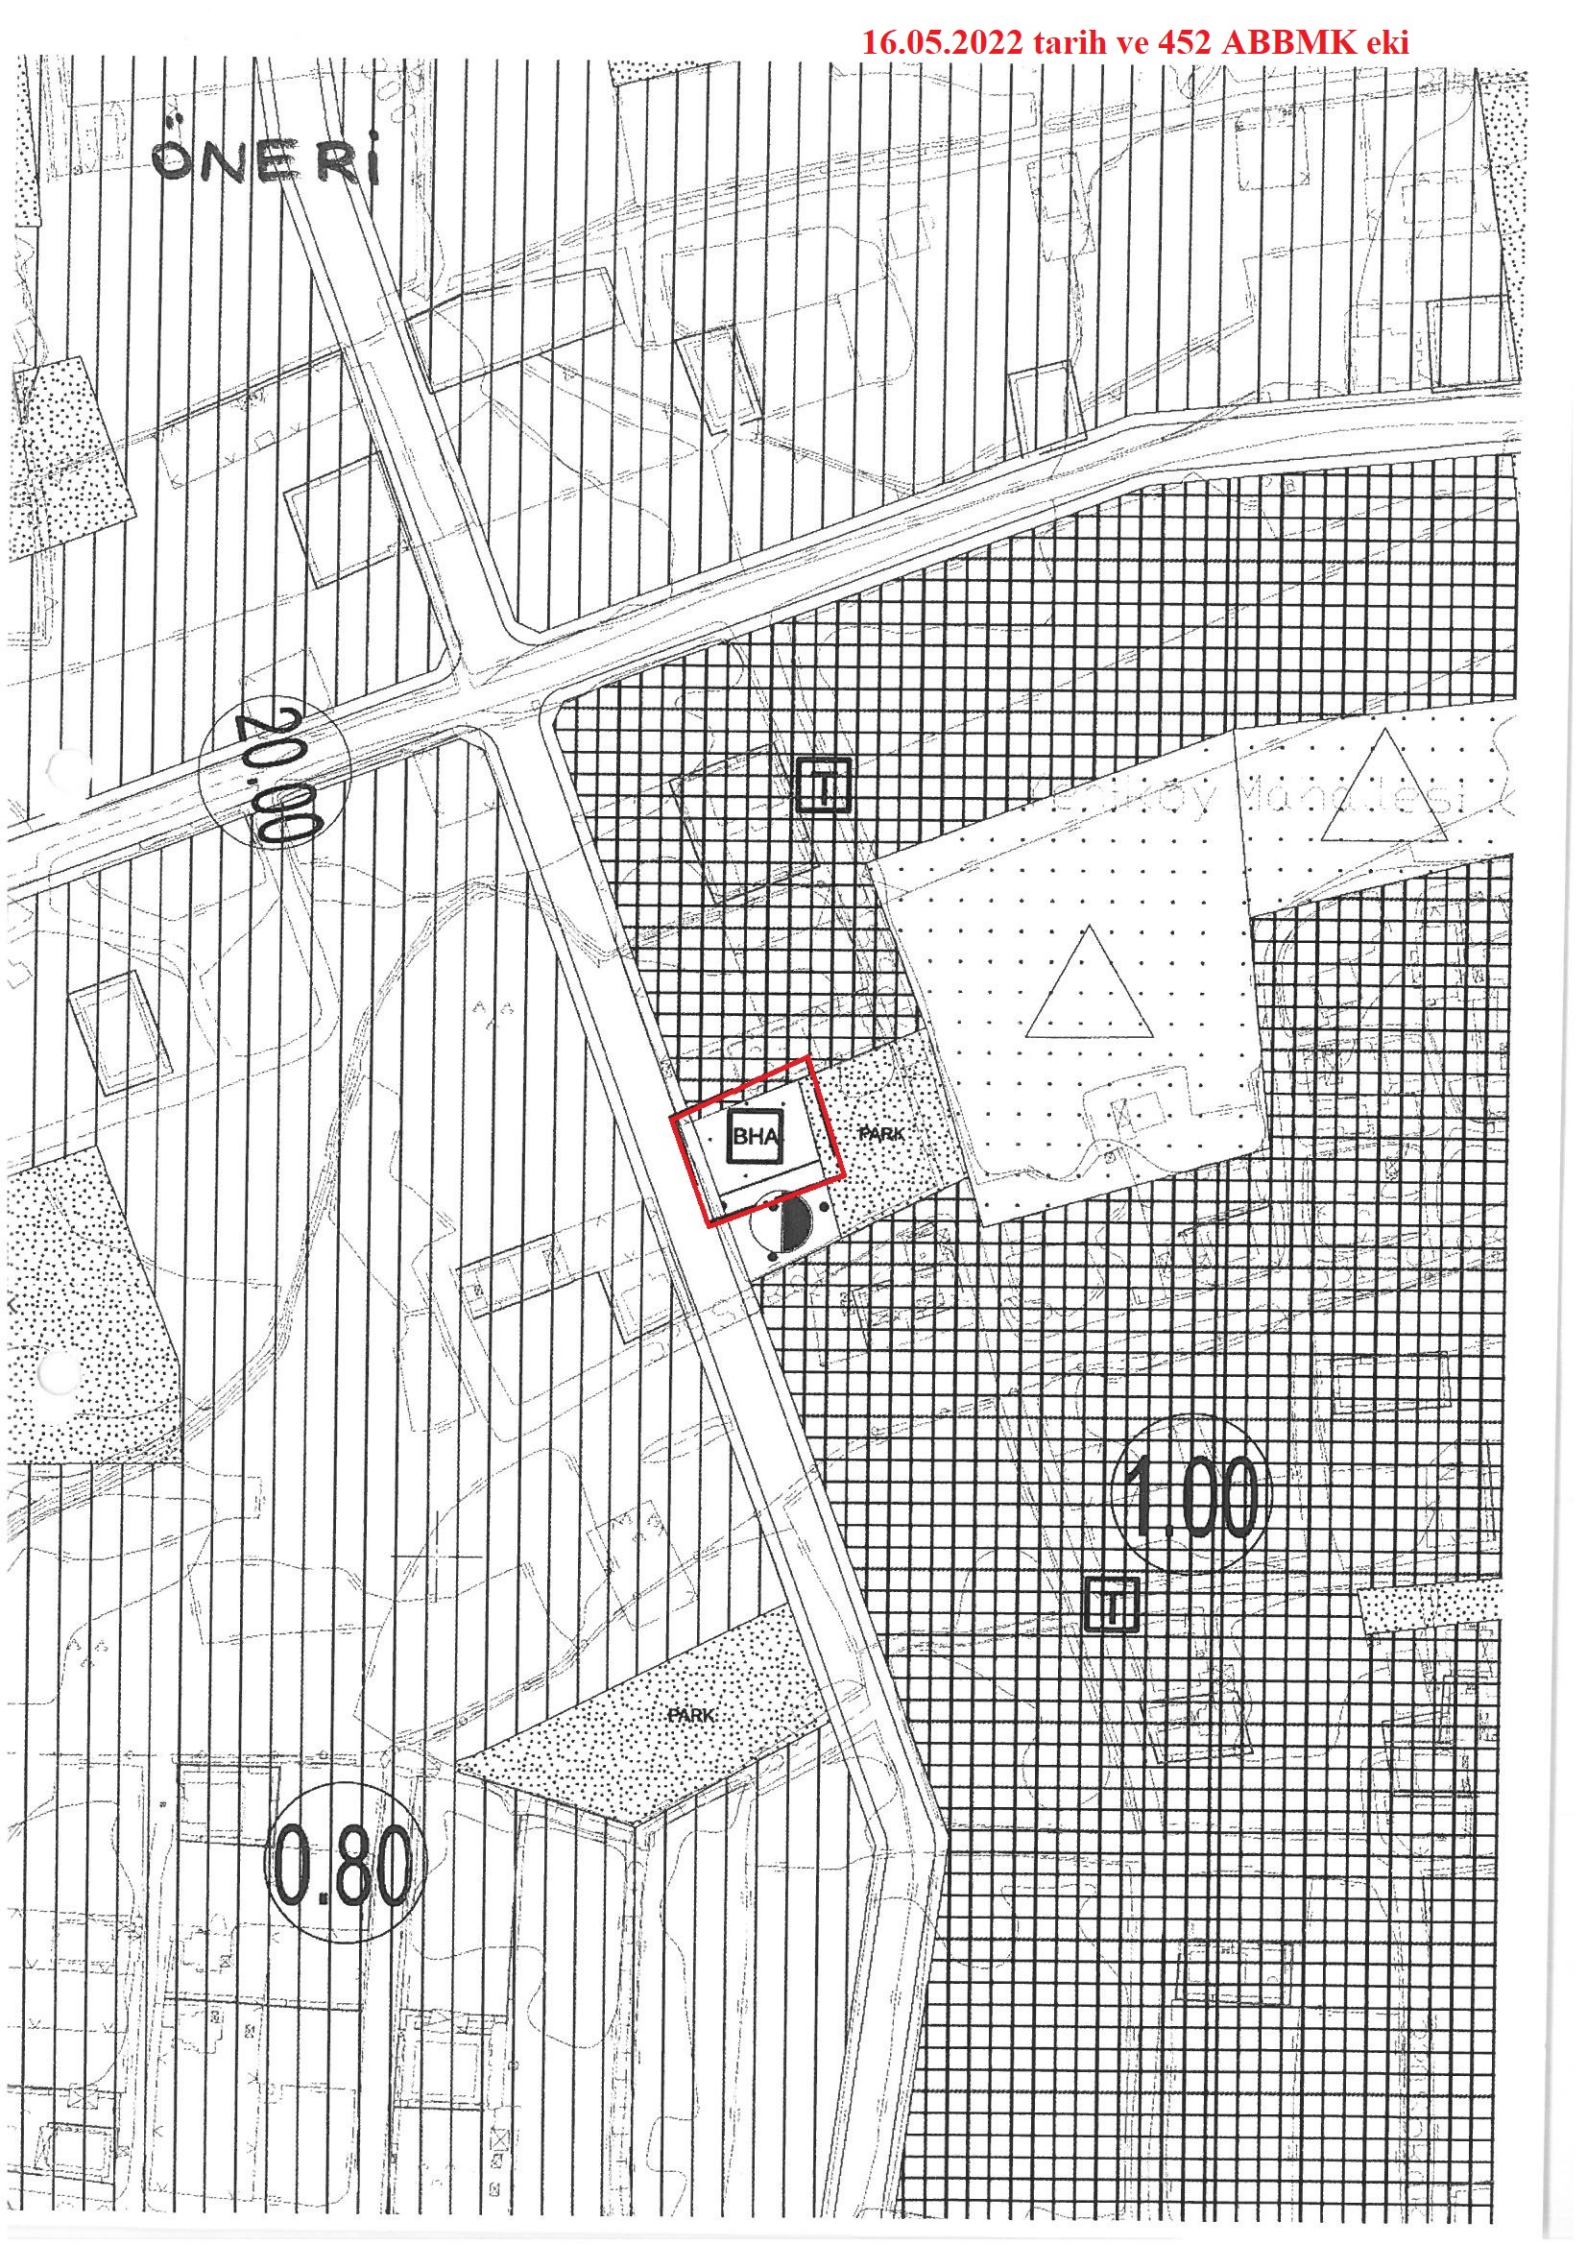 16.05.2022 tarih ve 452 ABBMK eki
ÖNERİ
20.00
T
BHA
PARK
1.00
T
PARK
0.80